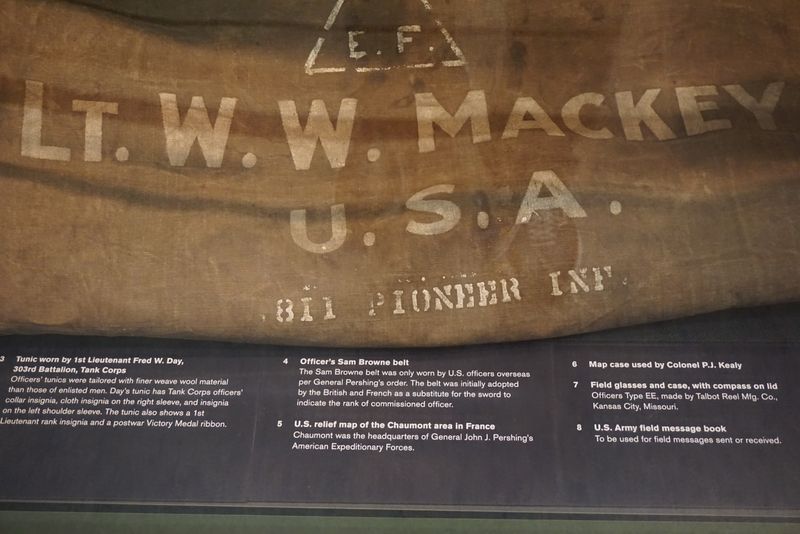 E. F.
LT. W. W. MACKEY
U. S. A.
811 PIONEER INF.
3 Tunic worn by 1st Lieutenant Fred W. Day,
303rd Battalion, Tank Corps
Officers' tunics were tailored with finer weave wool material
than those of enlisted men. Day's tunic has Tank Corps officers'
collar insignia, cloth insignia on the right sleeve, and insignia
on the left shoulder sleeve. The tunic also shows a 1st
Lieutenant rank insignia and a postwar Victory Medal ribbon.
4 Officer's Sam Browne belt
The Sam Browne belt was only worn by U.S. officers overseas
per General Pershing's order. The belt was initially adopted
by the British and French as a substitute for the sword to
indicate the rank of commissioned officer.
5 U.S. relief map of the Chaumont area in France
Chaumont was the headquarters of General John J. Pershing's
American Expeditionary Forces.
6 Map case used by Colonel P.J. Kealy
7 Field glasses and case, with compass on lid
Officers Type EE, made by Talbot Reel Mfg. Co.,
Kansas City, Missouri.
8 U.S. Army field message book
To be used for field messages sent or received.